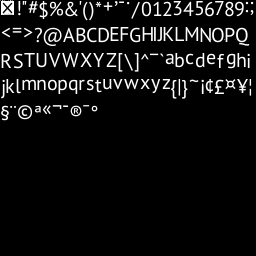 !"#$%&'()*+,-./0123456789:;
<=>?@ABCDEFGHIJKLMNOPQ
RSTUVWXYZ[\]^_`abcdefghi
jklmnopqrstuvwxyz{|}~¡¢£¤¥¦
§¨©ª«¬-®¯°